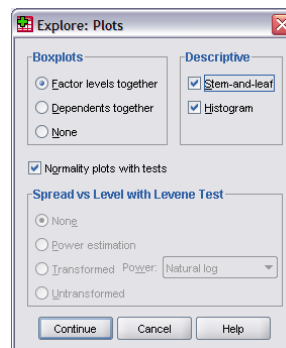 Explore: Plots
Boxplots
Factor levels together
Dependents together
None
Descriptive
Stem-and-leaf
Histogram
Normality plots with tests
Spread vs Level with Levene Test
None
Power estimation
Transformed Power: Natural log
Untransformed
Continue Cancel Help